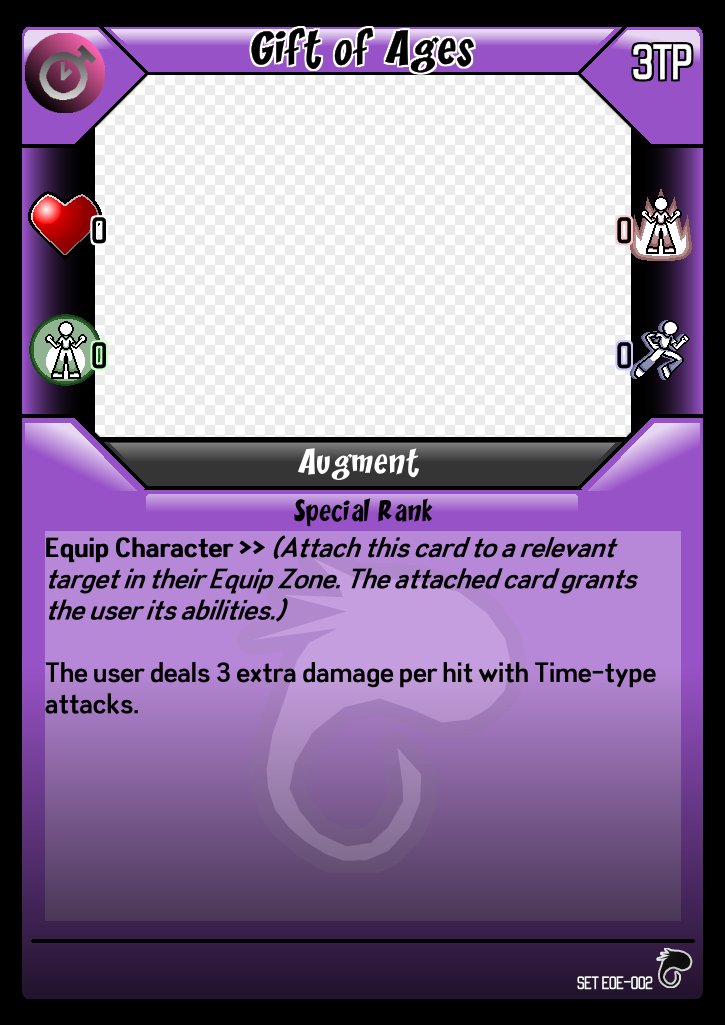 Gift of Ages
3TP
0
0
0
0
Augment
Special Rank
Equip Character >> (Attach this card to a relevant
target in their Equip Zone. The attached card grants
the user its abilities.)
The user deals 3 extra damage per hit with Time-type
attacks.
SET EOE-002